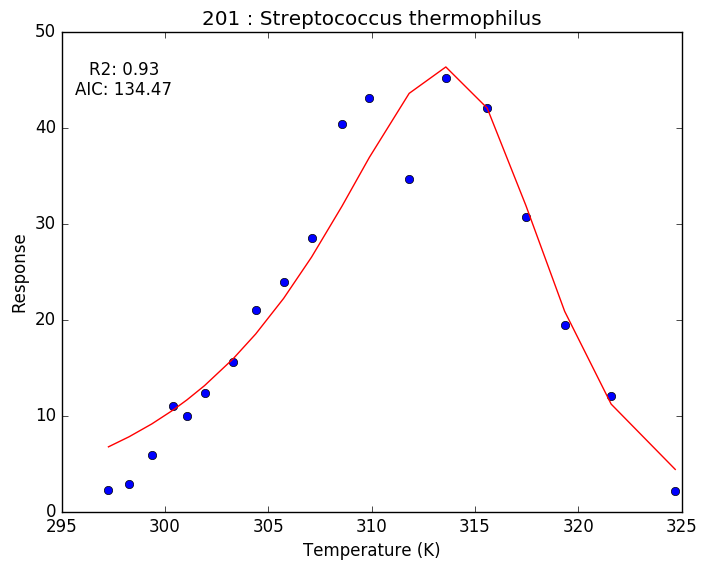 201 : Streptococcus thermophilus
R2: 0.93
AIC: 134.47
50
40
30
20
10
0
Response
295
300
305
310
315
320
325
Temperature (K)